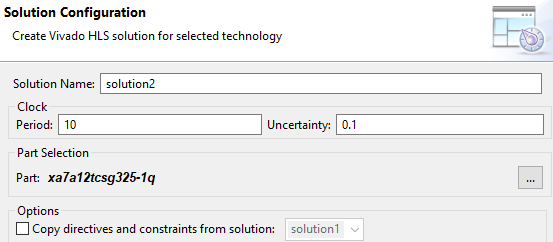 Solution Configuration
Create Vivado HLS solution for selected technology
Solution Name: solution2
Clock
Period: 10 Uncertainty: 0.1
Part Selection
Part: xa7a12tcsg325-1q ...
Options
Copy directives and constraints from solution: solution1